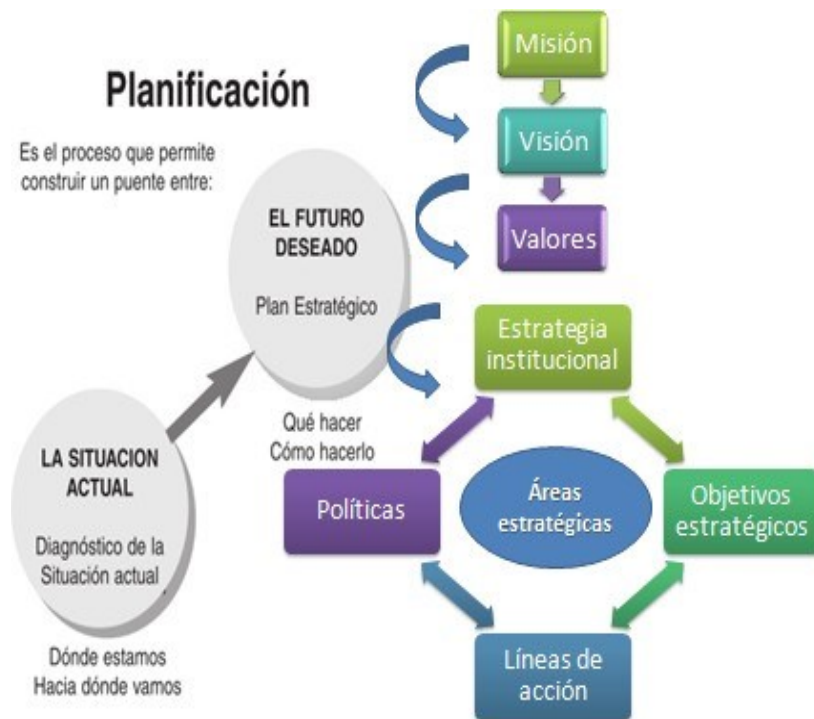 Planificación
Es el proceso que permite
construir un puente entre:
EL FUTURO
DESEADO
Plan Estratégico
Qué hacer
Cómo hacerlo
LA SITUACION
ACTUAL
Diagnóstico de la
Situación actual
Dónde estamos
Hacia dónde vamos
Misión
Visión
Valores
Estrategia
institucional
Políticas
Áreas
estratégicas
Objetivos
estratégicos
Líneas de
acción